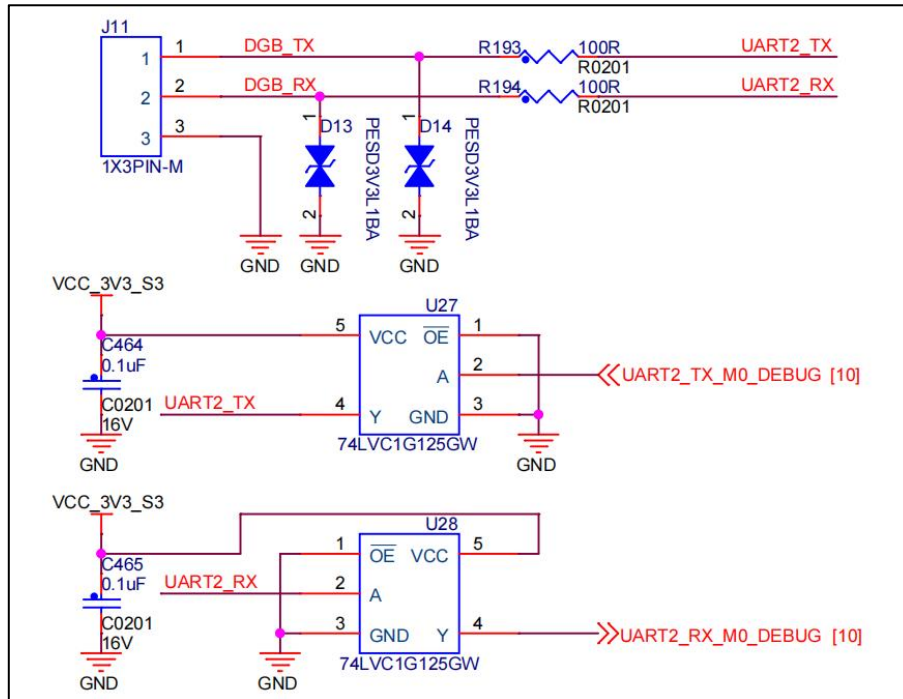 J11
1 1 DGB_TX R193 100R UART2_TX
R0201
2 2 DGB_RX R194 100R UART2_RX
R0201
3 3
1X3PIN-M
1 D13 PESD3V3L1BA 1 D14 PESD3V3L1BA
2 2
GND GND GND
VCC_3V3_S3
U27
5 VCC OE 1
C464
0.1uF
A 2 UART2_TX_M0_DEBUG [10]
C0201 UART2_TX 4 Y GND 3
16V
74LVC1G125GW
GND GND
VCC_3V3_S3
U28
1 OE VCC 5
C465
0.1uF UART2_RX 2 A
C0201 3 GND Y 4 UART2_RX_M0_DEBUG [10]
16V
74LVC1G125GW
GND GND